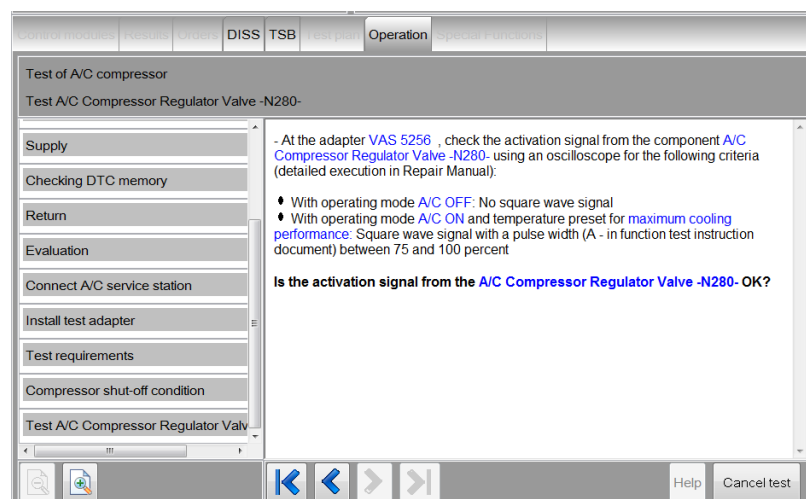 Control modules Results Orders DISS TSB Test plan Operation Special Functions
Test of A/C compressor
Test A/C Compressor Regulator Valve -N280-
Supply
Checking DTC memory
Return
Evaluation
Connect A/C service station
Install test adapter
Test requirements
Compressor shut-off condition
Test A/C Compressor Regulator Valv
- At the adapter VAS 5256 , check the activation signal from the component A/C
Compressor Regulator Valve -N280- using an oscilloscope for the following criteria
(detailed execution in Repair Manual):
• With operating mode A/C OFF: No square wave signal
• With operating mode A/C ON and temperature preset for maximum cooling
performance: Square wave signal with a pulse width (A - in function test instruction
document) between 75 and 100 percent
Is the activation signal from the A/C Compressor Regulator Valve -N280- OK?
Help Cancel test